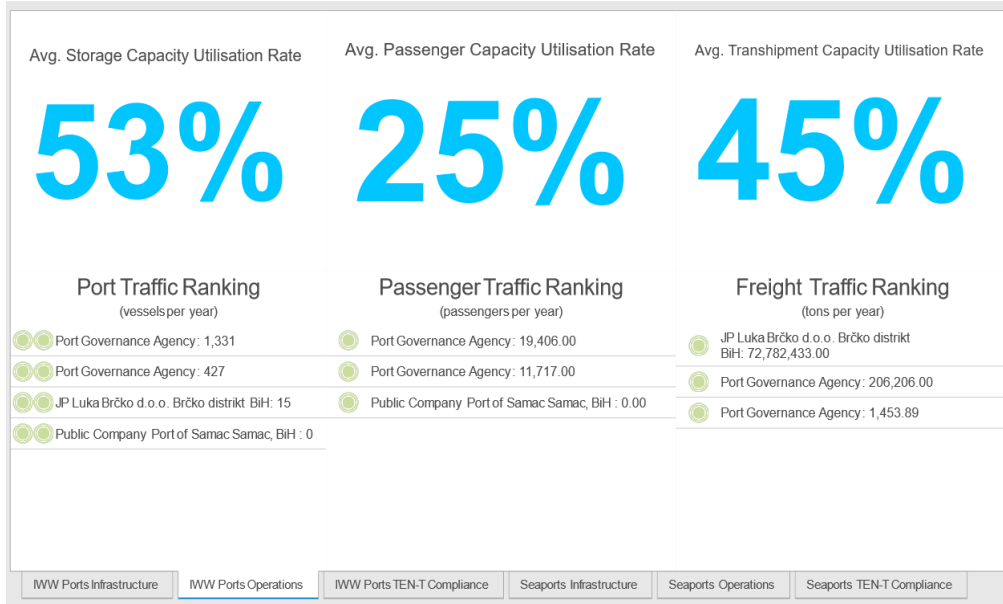 Avg. Storage Capacity Utilisation Rate
53%
Avg. Passenger Capacity Utilisation Rate
25%
Avg. Transhipment Capacity Utilisation Rate
45%
Port Traffic Ranking
(vessels per year)
Port Governance Agency: 1,331
Port Governance Agency: 427
JP Luka Brčko d.o.o. Brčko distrikt BiH: 15
Public Company Port of Samac Samac, BiH : 0
Passenger Traffic Ranking
(passengers per year)
Port Governance Agency: 19,406.00
Port Governance Agency: 11,717.00
Public Company Port of Samac Samac, BiH : 0.00
Freight Traffic Ranking
(tons per year)
JP Luka Brčko d.o.o. Brčko distrikt
BiH: 72,782,433.00
Port Governance Agency: 206,206.00
Port Governance Agency: 1,453.89
IWW Ports Infrastructure
IWW Ports Operations
IWW Ports TEN-T Compliance
Seaports Infrastructure
Seaports Operations
Seaports TEN-T Compliance